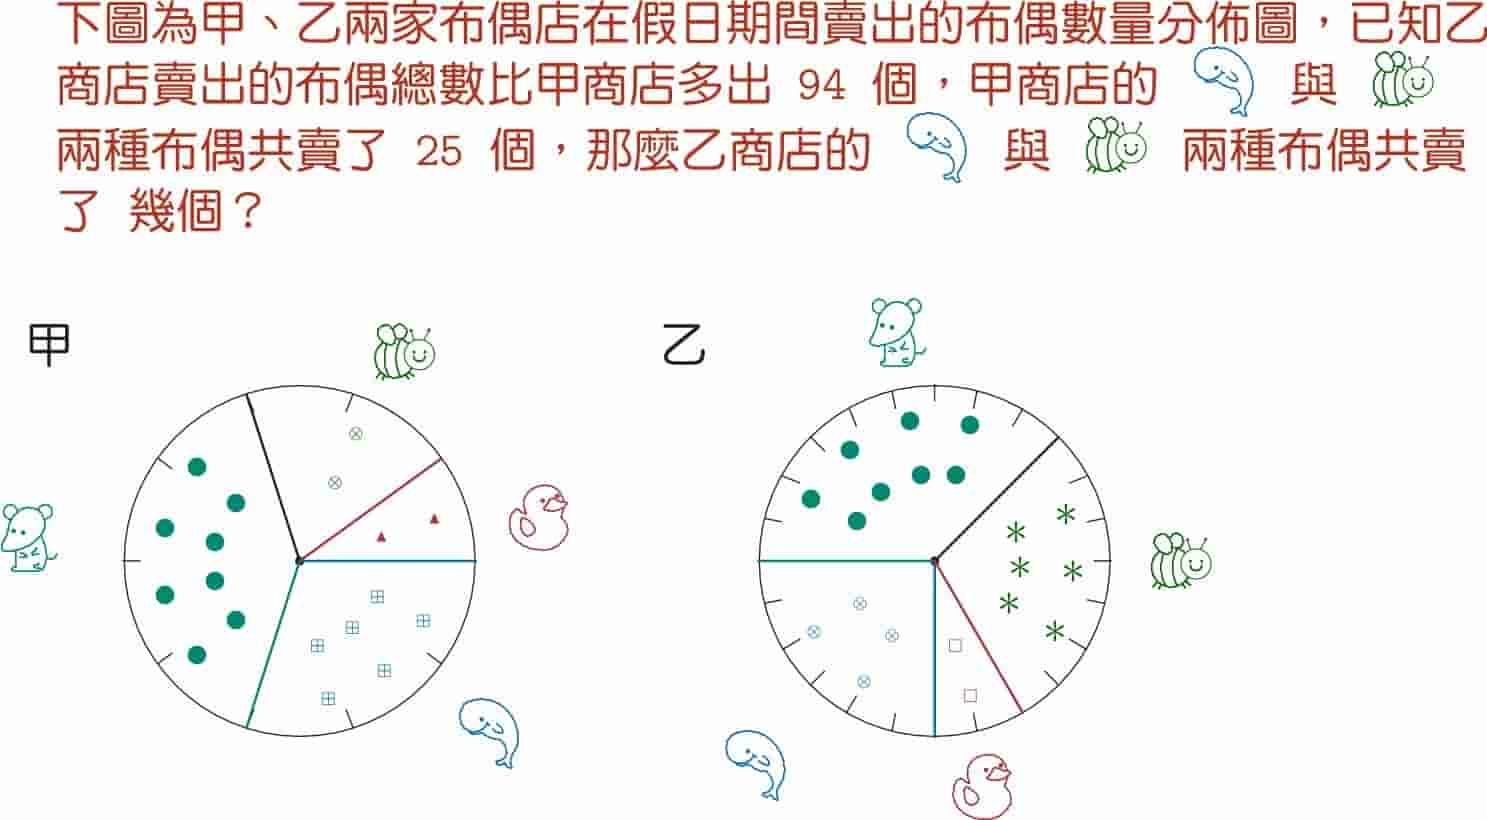 下圖為甲、乙兩家布偶店在假日期間賣出的布偶數量分佈圖，已知乙
商店賣出的布偶總數比甲商店多出 94 個，甲商店的 與
兩種布偶共賣了 25 個，那麼乙商店的 與 兩種布偶共賣
了 幾個？
甲 乙